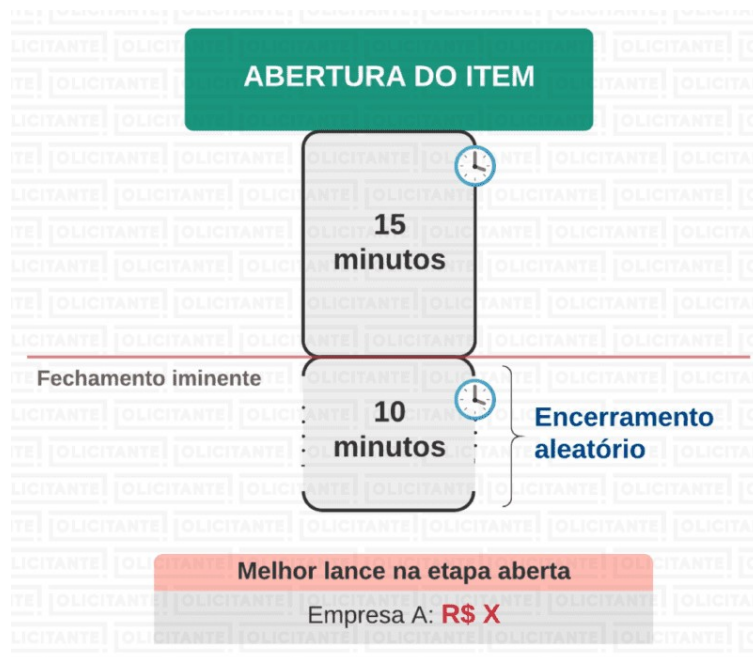 ABERTURA DO ITEM
15
minutos
Fechamento iminente
10
minutos
Encerramento
aleatório
Melhor lance na etapa aberta
Empresa A: R$ X